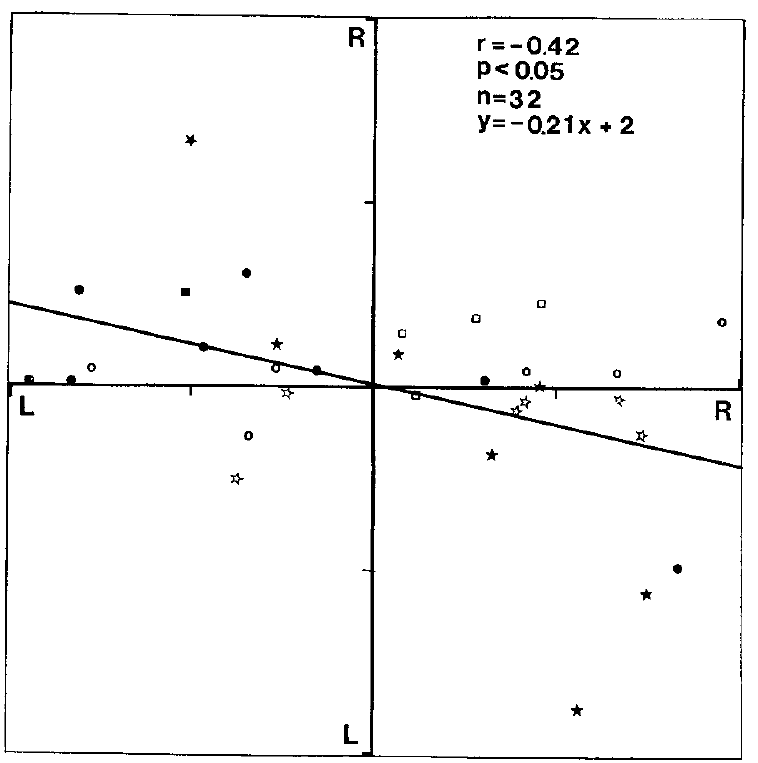 R
r=-0.42
p<0.05
n=32
y=-0.21x + 2
L
R
L